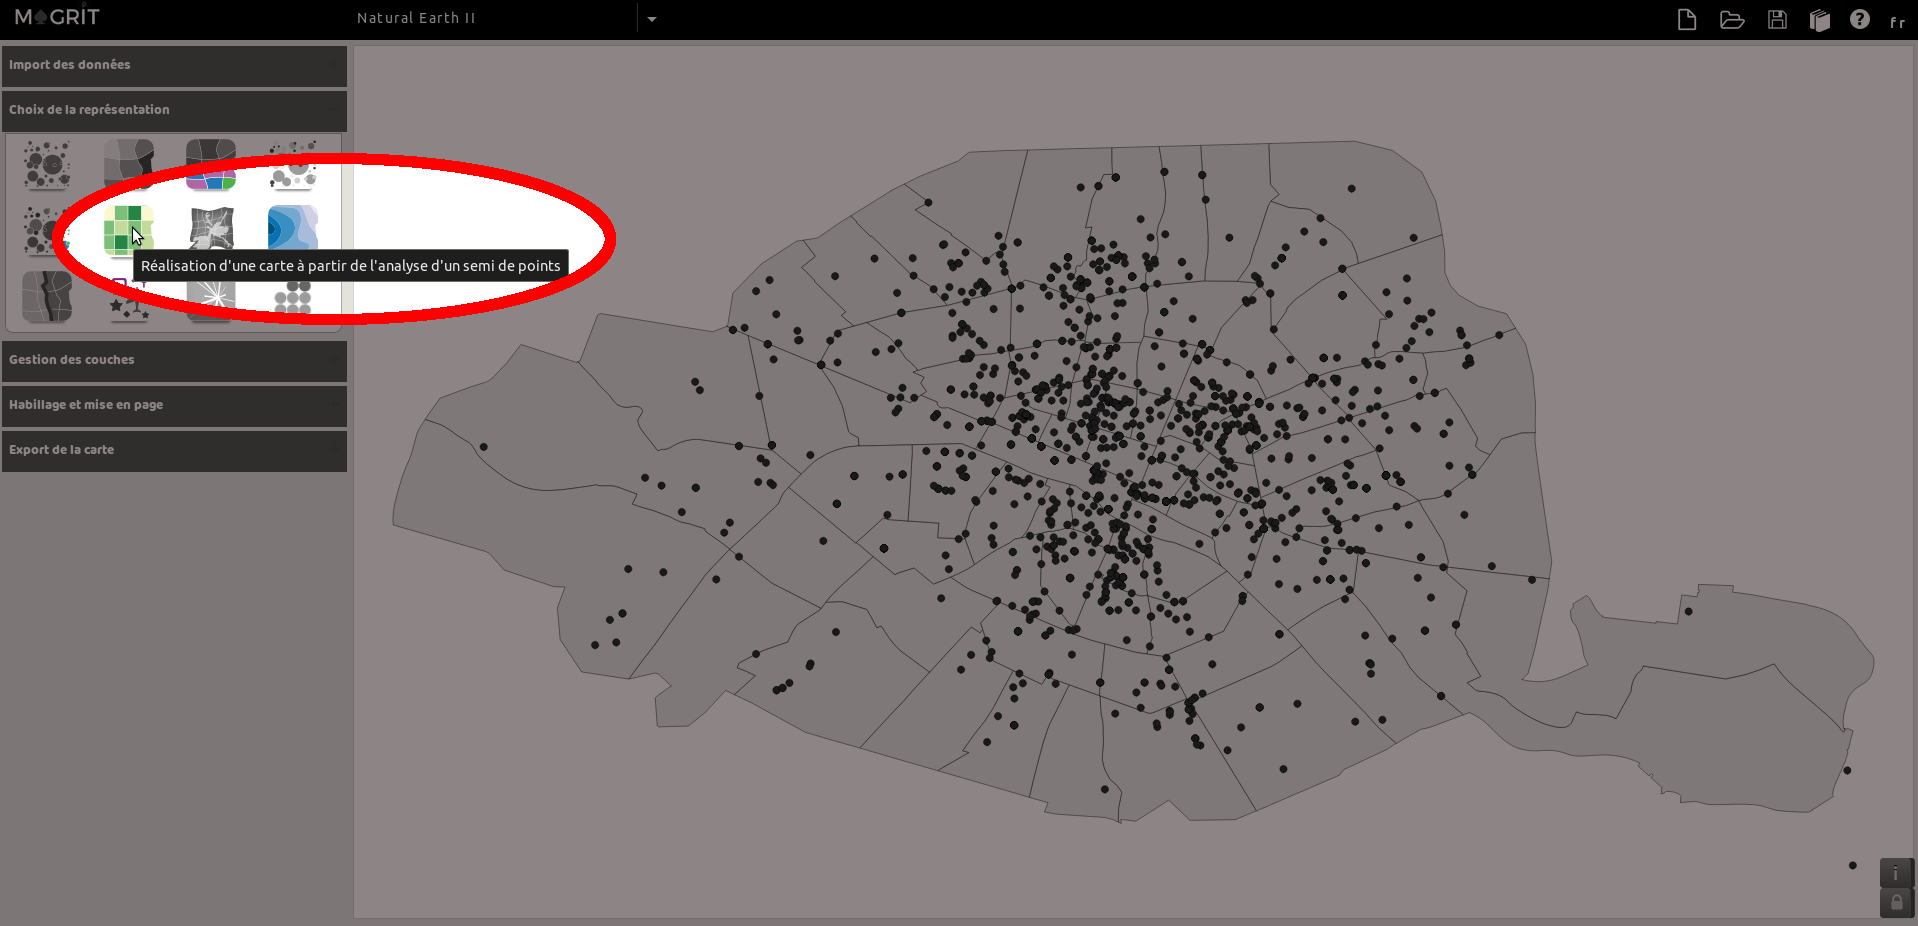 MAGRIT
Natural Earth II
fr
Import des données
Choix de la représentation
Réalisation d'une carte à partir de l'analyse d'un semi de points
Gestion des couches
Habillage et mise en page
Export de la carte